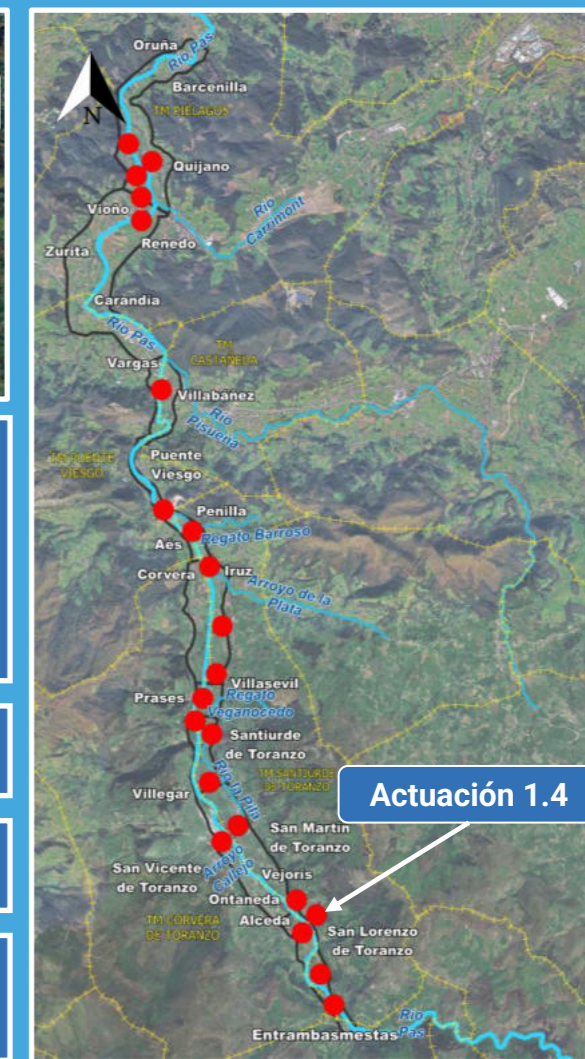 Oruña
Río Pas
Barcenilla
TM PIÉLAGOS
N
Quijano
Vioño
Río
Carrimont
Renedo
Zurita
Carandia
Río Pas
TM
CASTAÑEDA
Vargas
Villabáñez
Río
Pisueña
TM PUENTE
VIESGO
Puente
Viesgo
Penilla
Aés
Regato Barroso
Corvera
Iruz
Arroyo de la
Plata
Villasevil
Prases
Regato
Veganocedo
Santiurde
de Toranzo
TM SANTIURDE
DE TORANZO
Río la Pila
Villegar
Actuación 1.4
San Martín
de Toranzo
San Vicente
de Toranzo
Arroyo
Callejo
Vejoris
Ontaneda
Alceda
TM CORVERA
DE TORANZO
San Lorenzo
de Toranzo
Entrambasmestas
Río
Pas